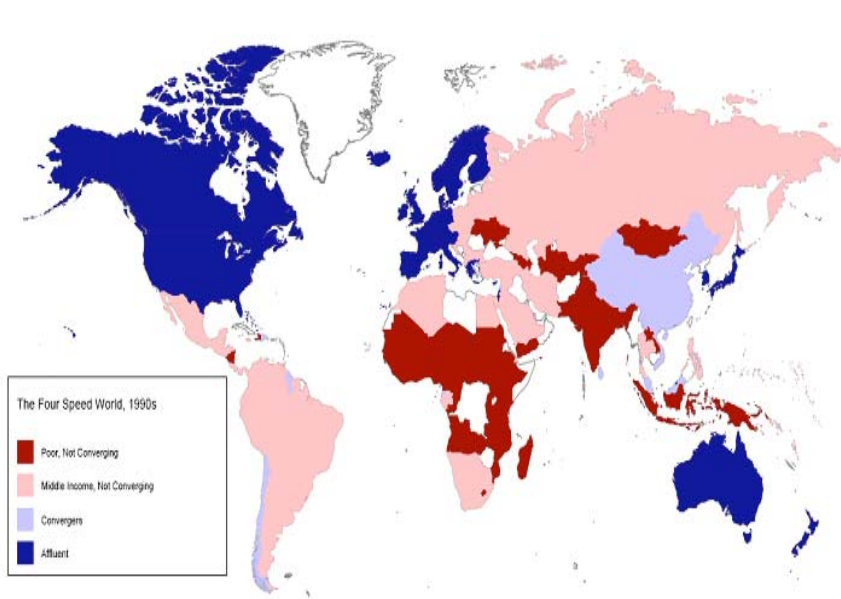 The Four Speed World, 1990s
Poor, Not Converging
Middle Income, Not Converging
Convergers
Affluent